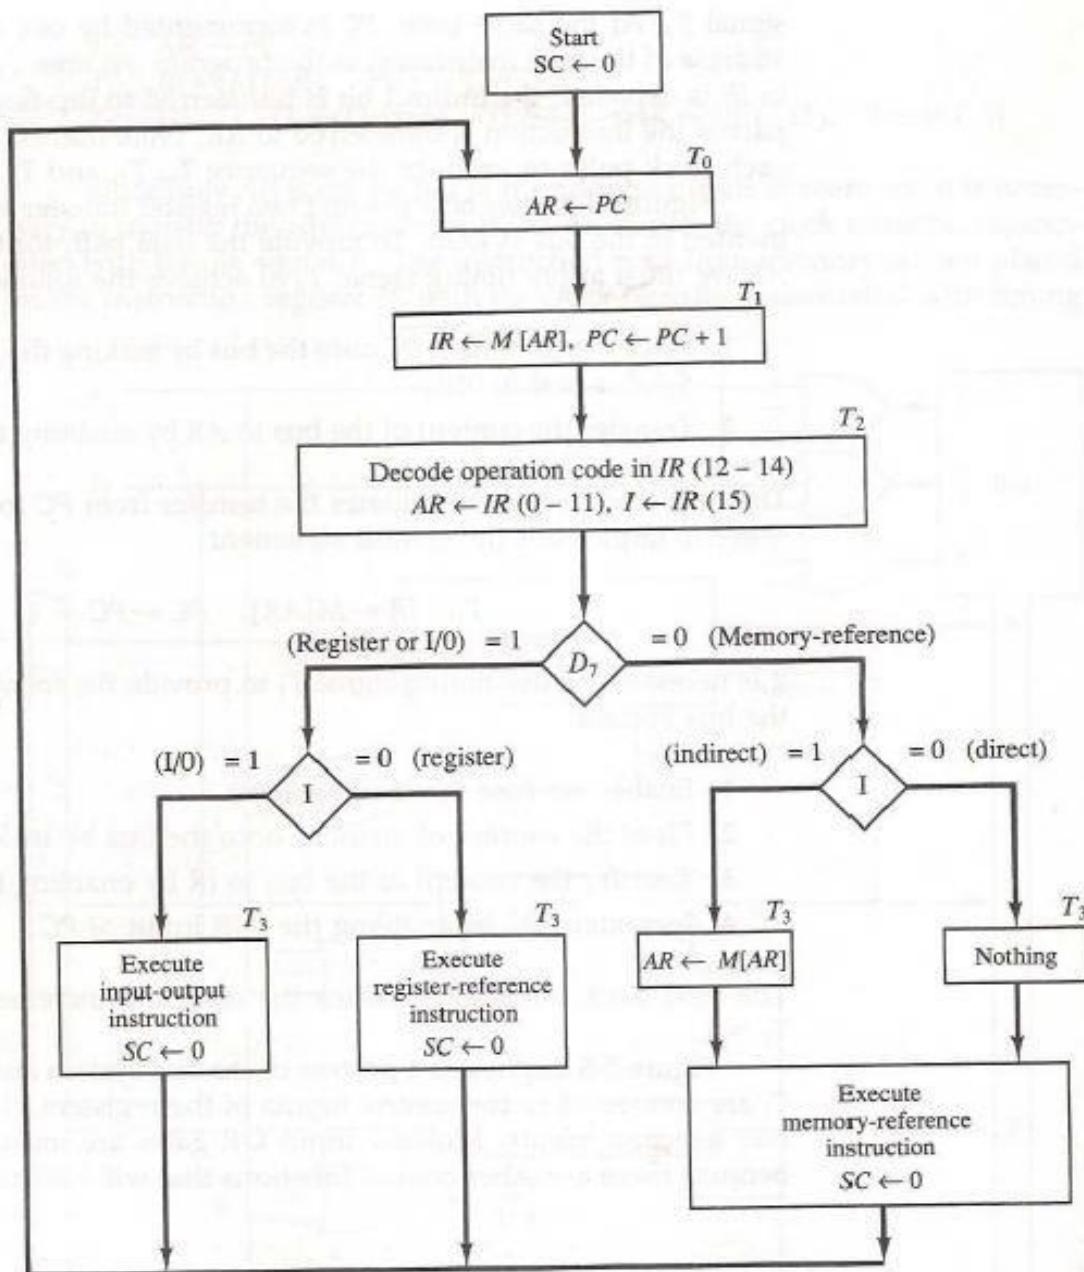 Start
SC ← 0
T₀
AR ← PC
T₁
IR ← M [AR], PC ← PC + 1
T₂
Decode operation code in IR (12 – 14)
AR ← IR (0 – 11), I ← IR (15)
(Register or I/0) = 1
D₇
= 0 (Memory-reference)
(I/0) = 1
I
= 0 (register)
(indirect) = 1
I
= 0 (direct)
T₃
Execute
input-output
instruction
SC ← 0
T₃
Execute
register-reference
instruction
SC ← 0
T₃
AR ← M[AR]
T₃
Nothing
Execute
memory-reference
instruction
SC ← 0